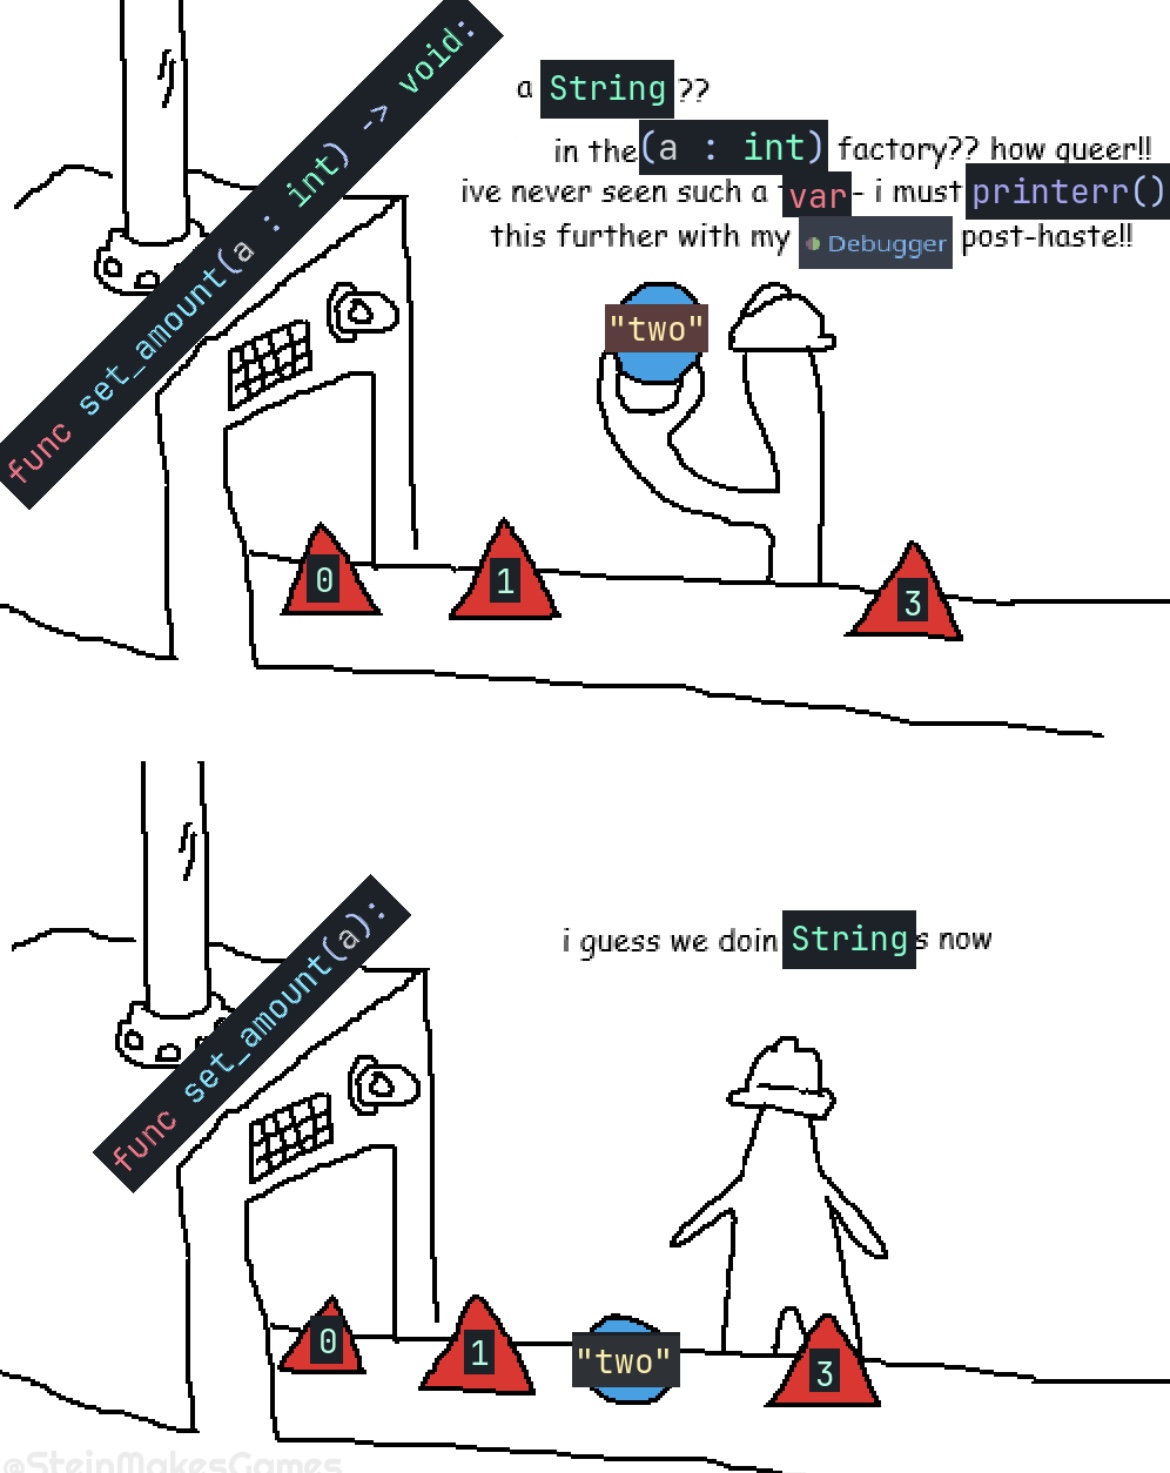 func set_amount(a : int) -> void:
a String ??
in the (a : int) factory?? how queer!!
ive never seen such a var - i must printerr()
this further with my Debugger post-haste!!
"two"
0
1
3
func set_amount(a):
i guess we doin Strings now
0
1
"two"
3
@SteinMakesGames